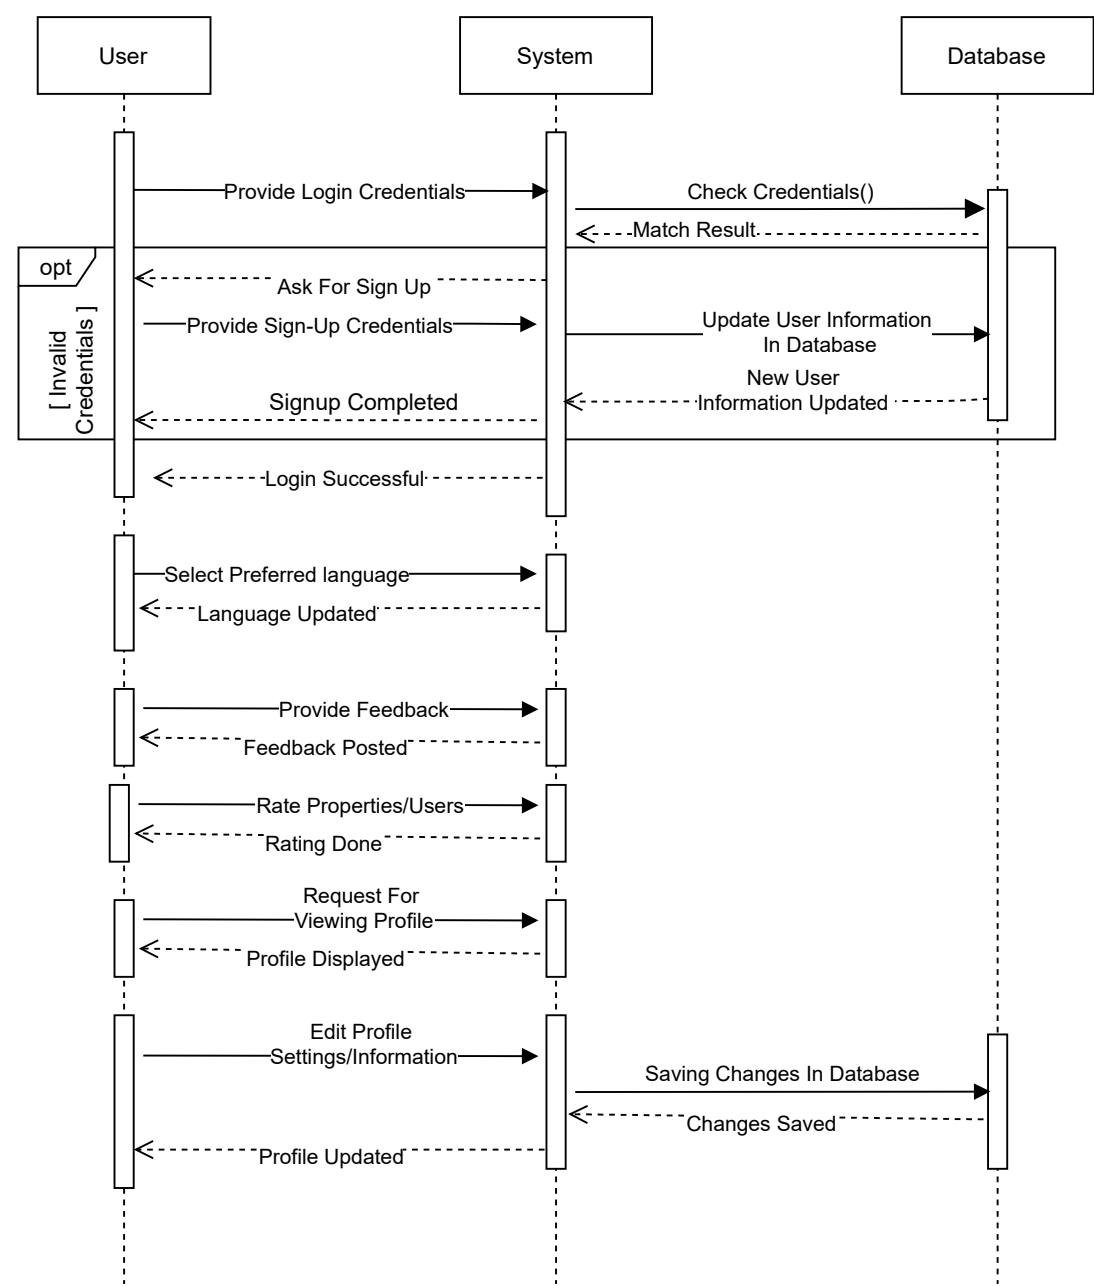 User
System
Database
Provide Login Credentials
Check Credentials()
Match Result
opt
[ Invalid
Credentials ]
Ask For Sign Up
Provide Sign-Up Credentials
Update User Information
In Database
New User
Information Updated
Signup Completed
Login Successful
Select Preferred language
Language Updated
Provide Feedback
Feedback Posted
Rate Properties/Users
Rating Done
Request For
Viewing Profile
Profile Displayed
Edit Profile
Settings/Information
Saving Changes In Database
Changes Saved
Profile Updated